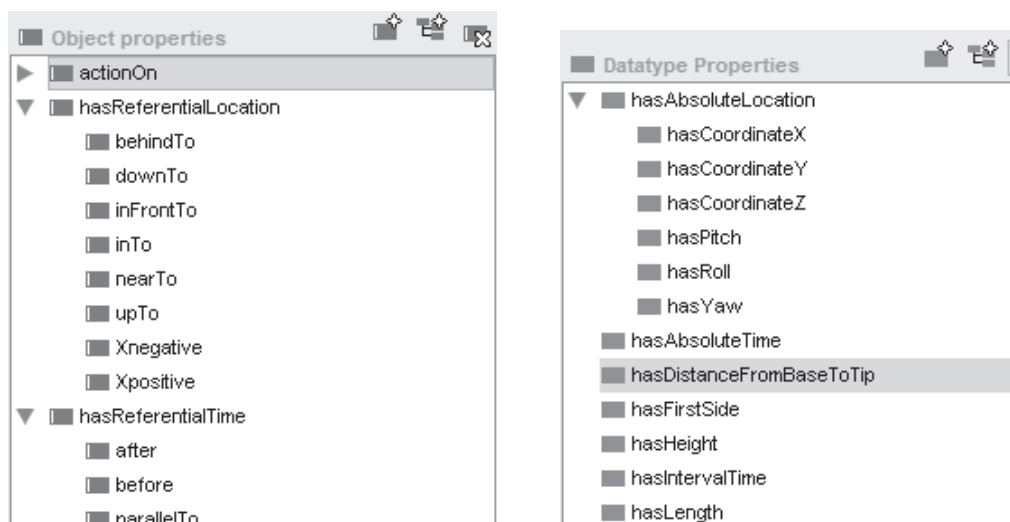 Object properties
actionOn
hasReferentialLocation
behindTo
downTo
inFrontTo
inTo
nearTo
upTo
Xnegative
Xpositive
hasReferentialTime
after
before
parallelTo
Datatype Properties
hasAbsoluteLocation
hasCoordinateX
hasCoordinateY
hasCoordinateZ
hasPitch
hasRoll
hasYaw
hasAbsoluteTime
hasDistanceFromBaseToTip
hasFirstSide
hasHeight
hasIntervalTime
hasLength